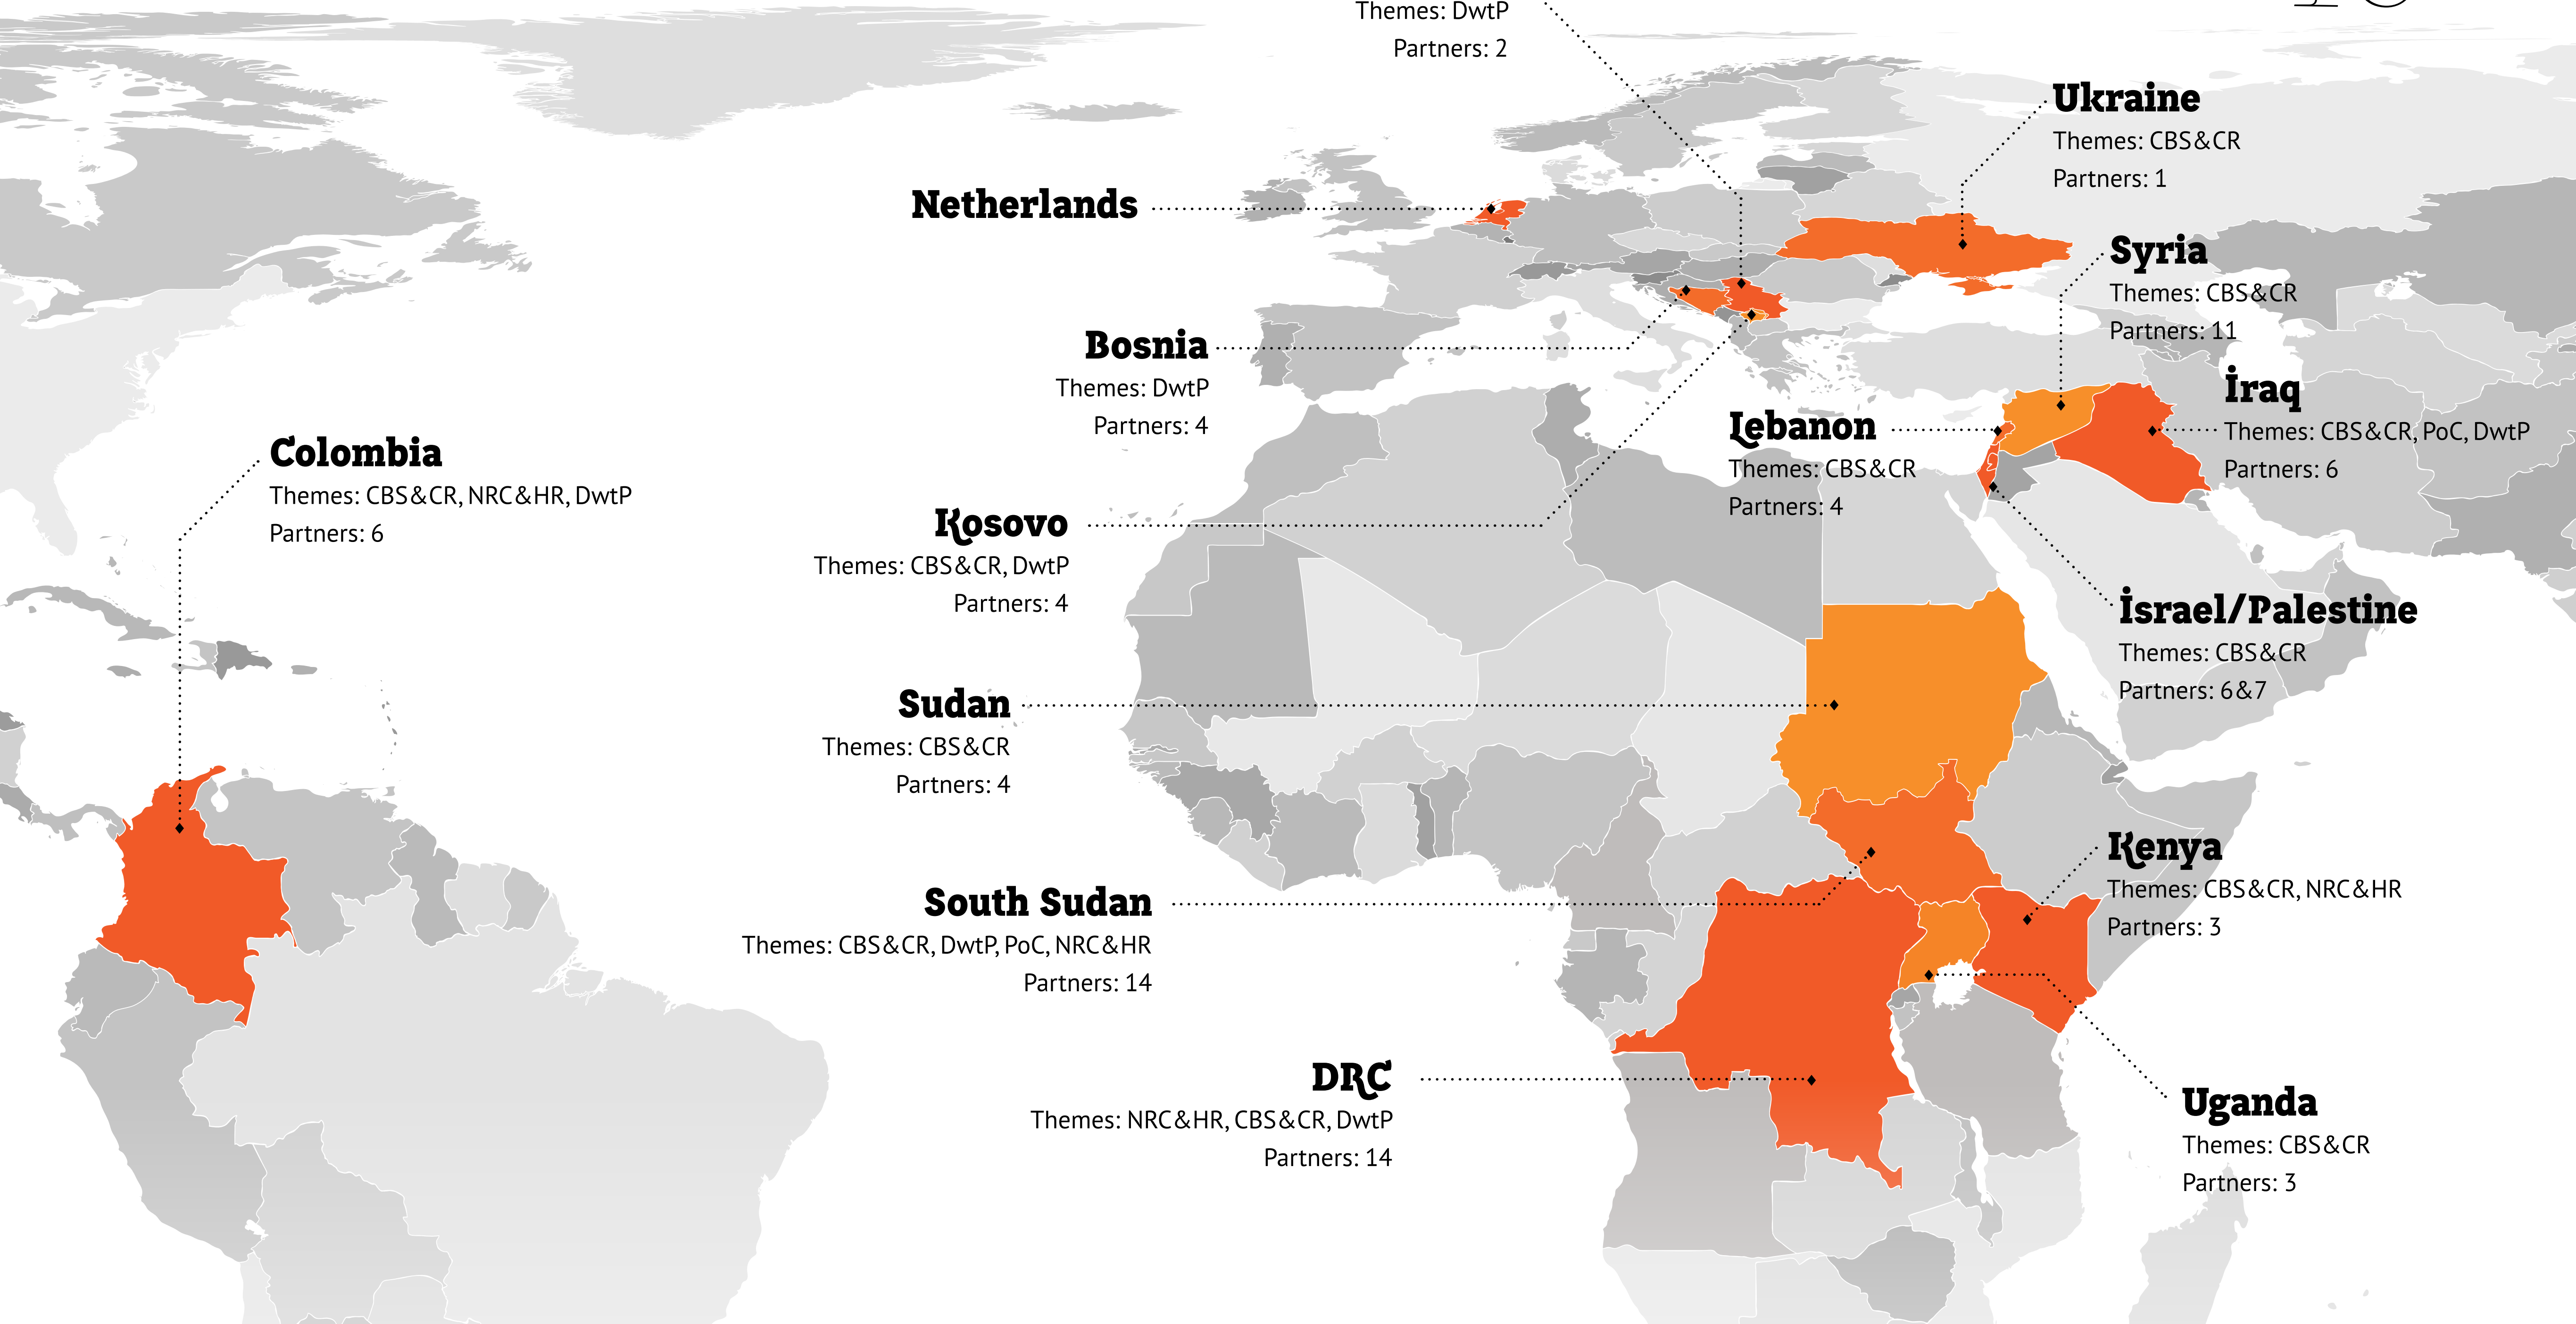 Themes: DwtP
Partners: 2
Ukraine
Themes: CBS&CR
Partners: 1
Netherlands
Syria
Themes: CBS&CR
Partners: 11
Bosnia
Themes: DwtP
Partners: 4
Iraq
Themes: CBS&CR, PoC, DwtP
Partners: 6
Lebanon
Themes: CBS&CR
Partners: 4
Colombia
Themes: CBS&CR, NRC&HR, DwtP
Partners: 6
Kosovo
Themes: CBS&CR, DwtP
Partners: 4
Israel/Palestine
Themes: CBS&CR
Partners: 6&7
Sudan
Themes: CBS&CR
Partners: 4
Kenya
Themes: CBS&CR, NRC&HR
Partners: 3
South Sudan
Themes: CBS&CR, DwtP, PoC, NRC&HR
Partners: 14
DRC
Themes: NRC&HR, CBS&CR, DwtP
Partners: 14
Uganda
Themes: CBS&CR
Partners: 3